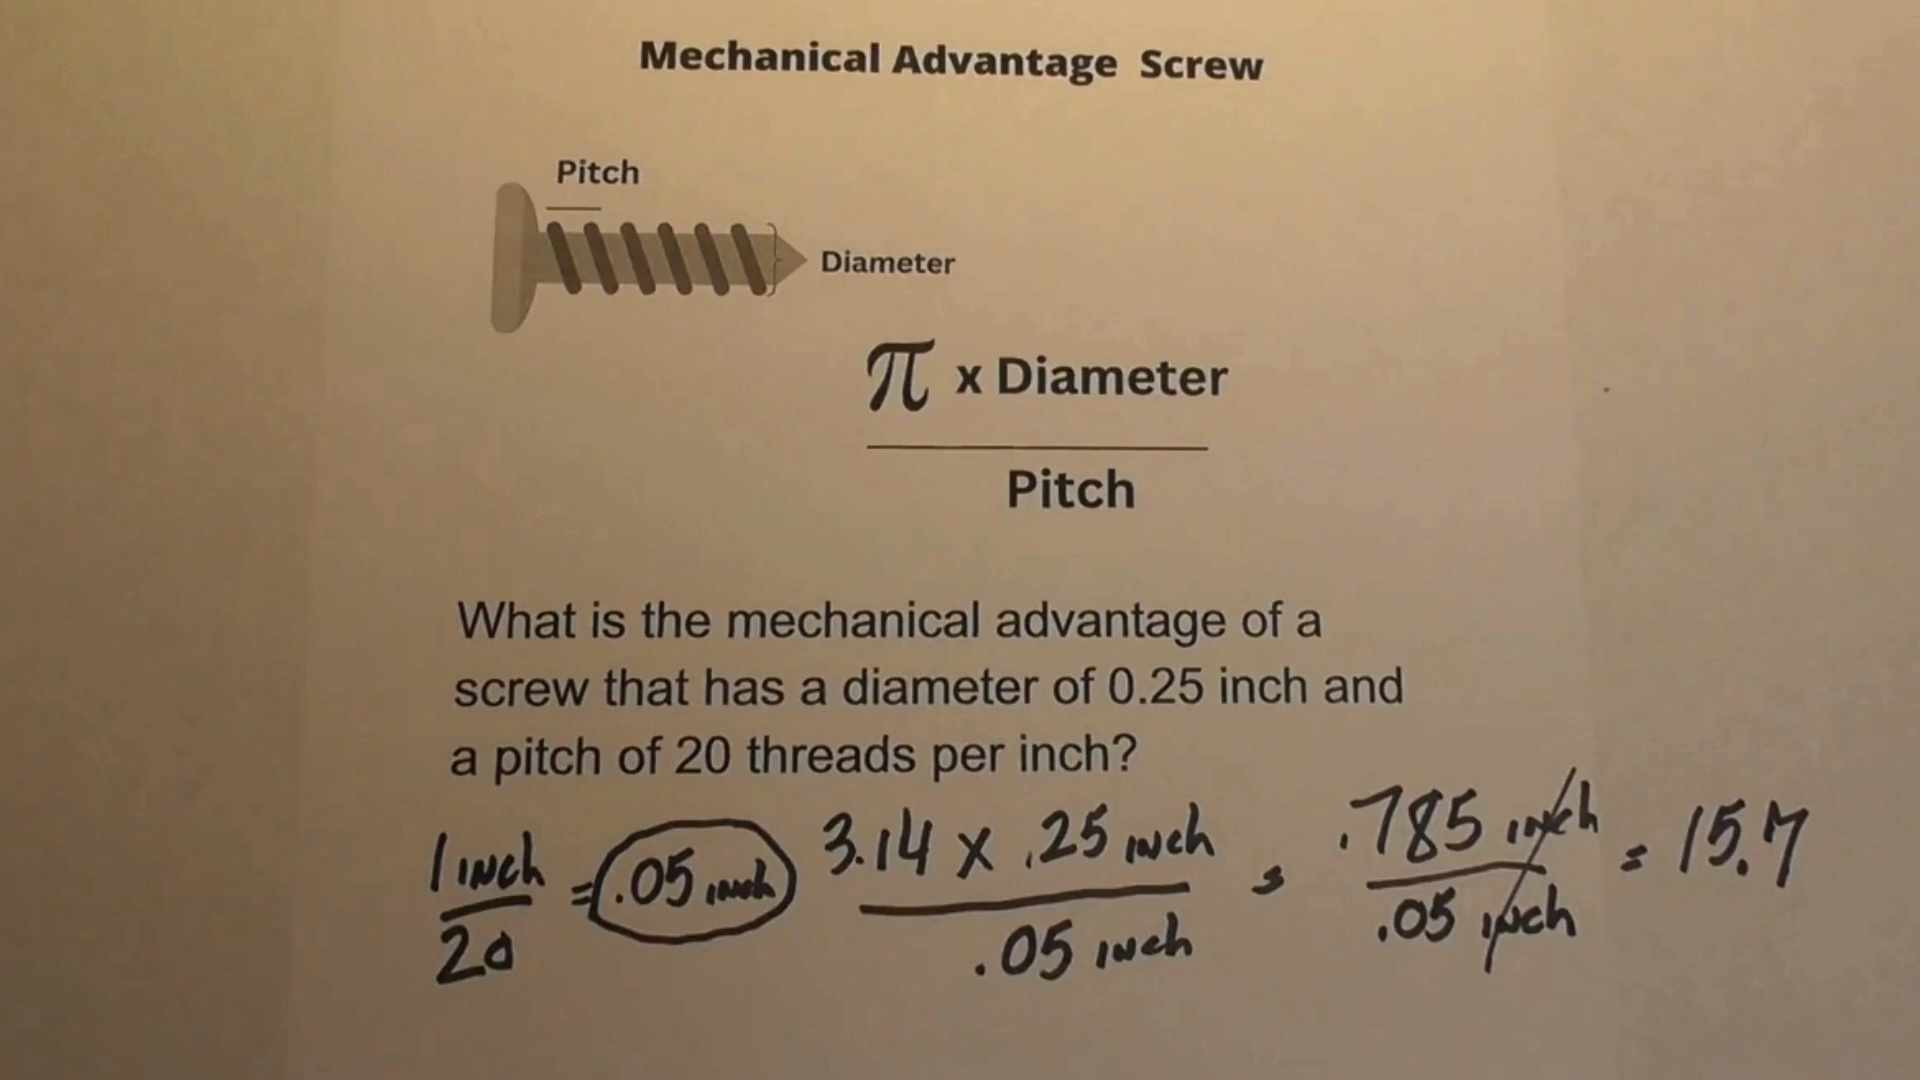 Mechanical Advantage Screw
Pitch
Diameter
π x Diameter
Pitch
What is the mechanical advantage of a
screw that has a diameter of 0.25 inch and
a pitch of 20 threads per inch?
1 inch
20
= .05 inch
3.14 x .25 inch
.05 inch
=
.785 inch
.05 inch
= 15.7